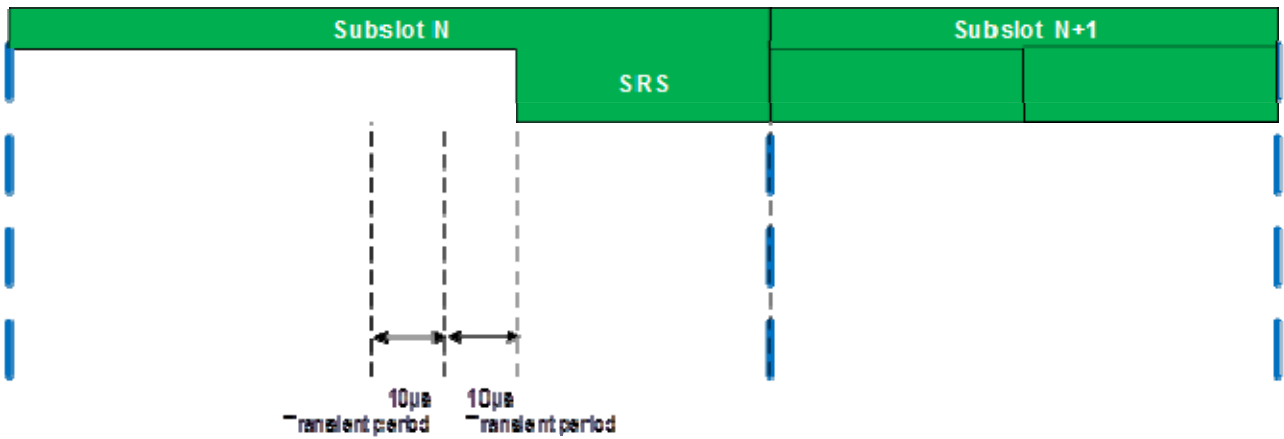 Subslot N
Subslot N+1
SRS
10µs
10µs
Transient period
Transient period